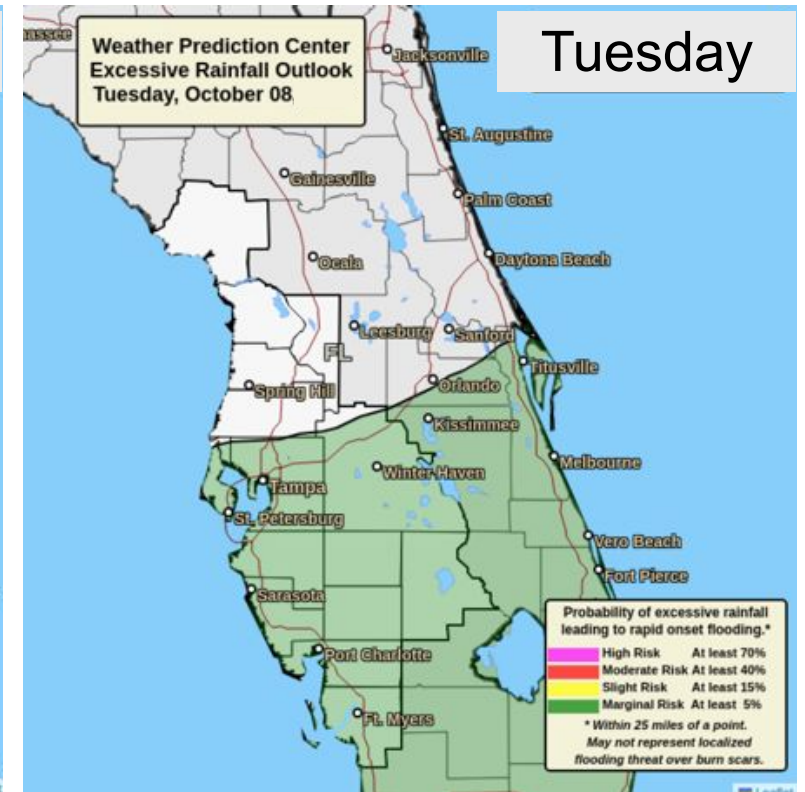 Tuesday
Weather Prediction Center
Excessive Rainfall Outlook
Tuesday, October 08
Jacksonville
St. Augustine
Gainesville
Palm Coast
Ocala
Daytona Beach
Leesburg
Sanford
FL
Titusville
Spring Hill
Orlando
Kissimmee
Melbourne
Winter Haven
Tampa
St. Petersburg
Vero Beach
Fort Pierce
Sarasota
Port Charlotte
Ft. Myers
Probability of excessive rainfall
leading to rapid onset flooding.*
High Risk At least 70%
Moderate Risk At least 40%
Slight Risk At least 15%
Marginal Risk At least 5%
* Within 25 miles of a point.
May not represent localized
flooding threat over burn scars.